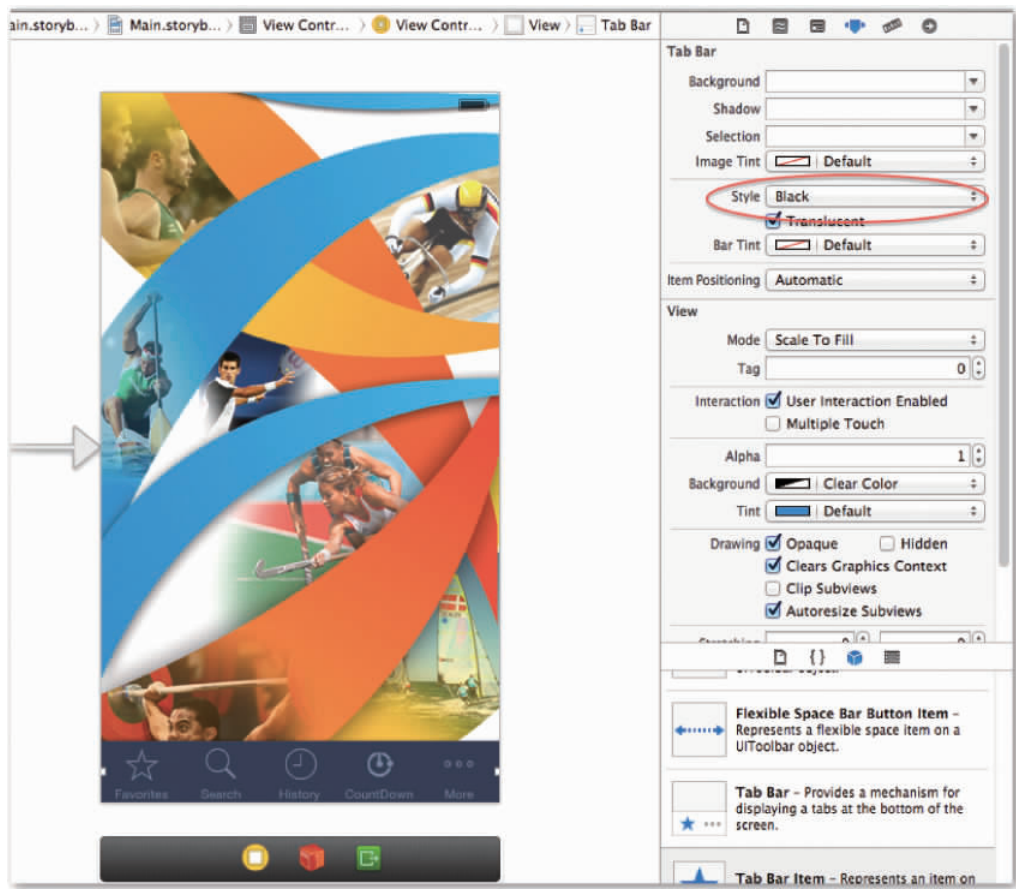 ain.storyb... Main.storyb... View Contr... View Contr... View Tab Bar
Tab Bar
Background
Shadow
Selection
Image Tint Default
Style Black
Translucent
Bar Tint Default
Item Positioning Automatic
View
Mode Scale To Fill
Tag 0
Interaction User Interaction Enabled
Multiple Touch
Alpha 1
Background Clear Color
Tint Default
Drawing Opaque Hidden
Clears Graphics Context
Clip Subviews
Autoresize Subviews
Favorites Search History CountDown More
Flexible Space Bar Button Item –
Represents a flexible space item on a
UIToolbar object.
Tab Bar – Provides a mechanism for
displaying a tabs at the bottom of the
screen.
Tab Bar Item – Represents an item on